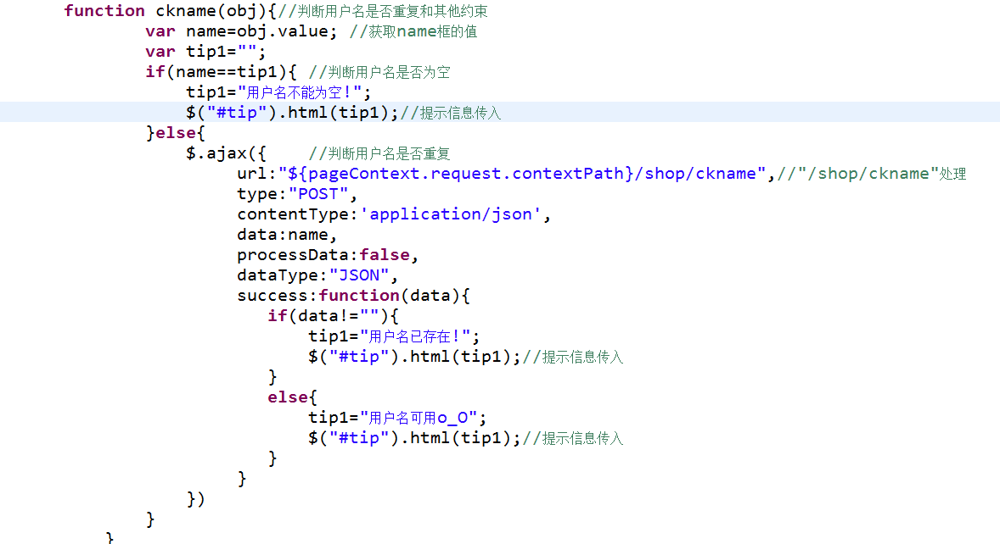 function ckname(obj){//判断用户名是否重复和其他约束
var name=obj.value; //获取name框的值
var tip1="";
if(name==tip1){ //判断用户名是否为空
tip1="用户名不能为空!";
$("#tip").html(tip1);//提示信息传入
}else{
$.ajax({    //判断用户名是否重复
url:"${pageContext.request.contextPath}/shop/ckname",//"/shop/ckname"处理
type:"POST",
contentType:'application/json',
data:name,
processData:false,
dataType:"JSON",
success:function(data){
if(data!=""){
tip1="用户名已存在!";
$("#tip").html(tip1);//提示信息传入
}
else{
tip1="用户名可用o_O";
$("#tip").html(tip1);//提示信息传入
}
}
})
}
}